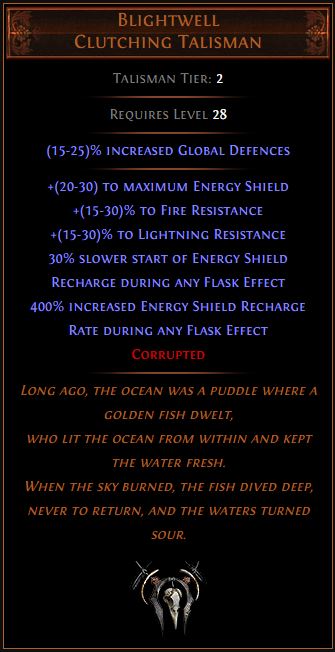 Blightwell
Clutching Talisman
Talisman Tier: 2
Requires Level 28
(15-25)% increased Global Defences
+(20-30) to maximum Energy Shield
+(15-30)% to Fire Resistance
+(15-30)% to Lightning Resistance
30% slower start of Energy Shield
Recharge during any Flask Effect
400% increased Energy Shield Recharge
Rate during any Flask Effect
Corrupted
Long ago, the ocean was a puddle where a
golden fish dwelt,
who lit the ocean from within and kept
the water fresh.
When the sky burned, the fish dived deep,
never to return, and the waters turned
sour.